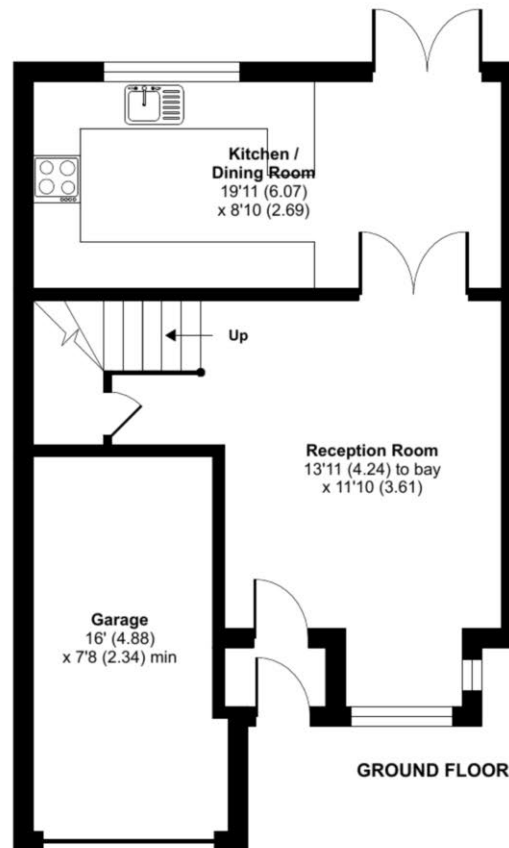 Kitchen /
Dining Room
19'11 (6.07)
x 8'10 (2.69)
Up
Reception Room
13'11 (4.24) to bay
x 11'10 (3.61)
Garage
16' (4.88)
x 7'8 (2.34) min
GROUND FLOOR